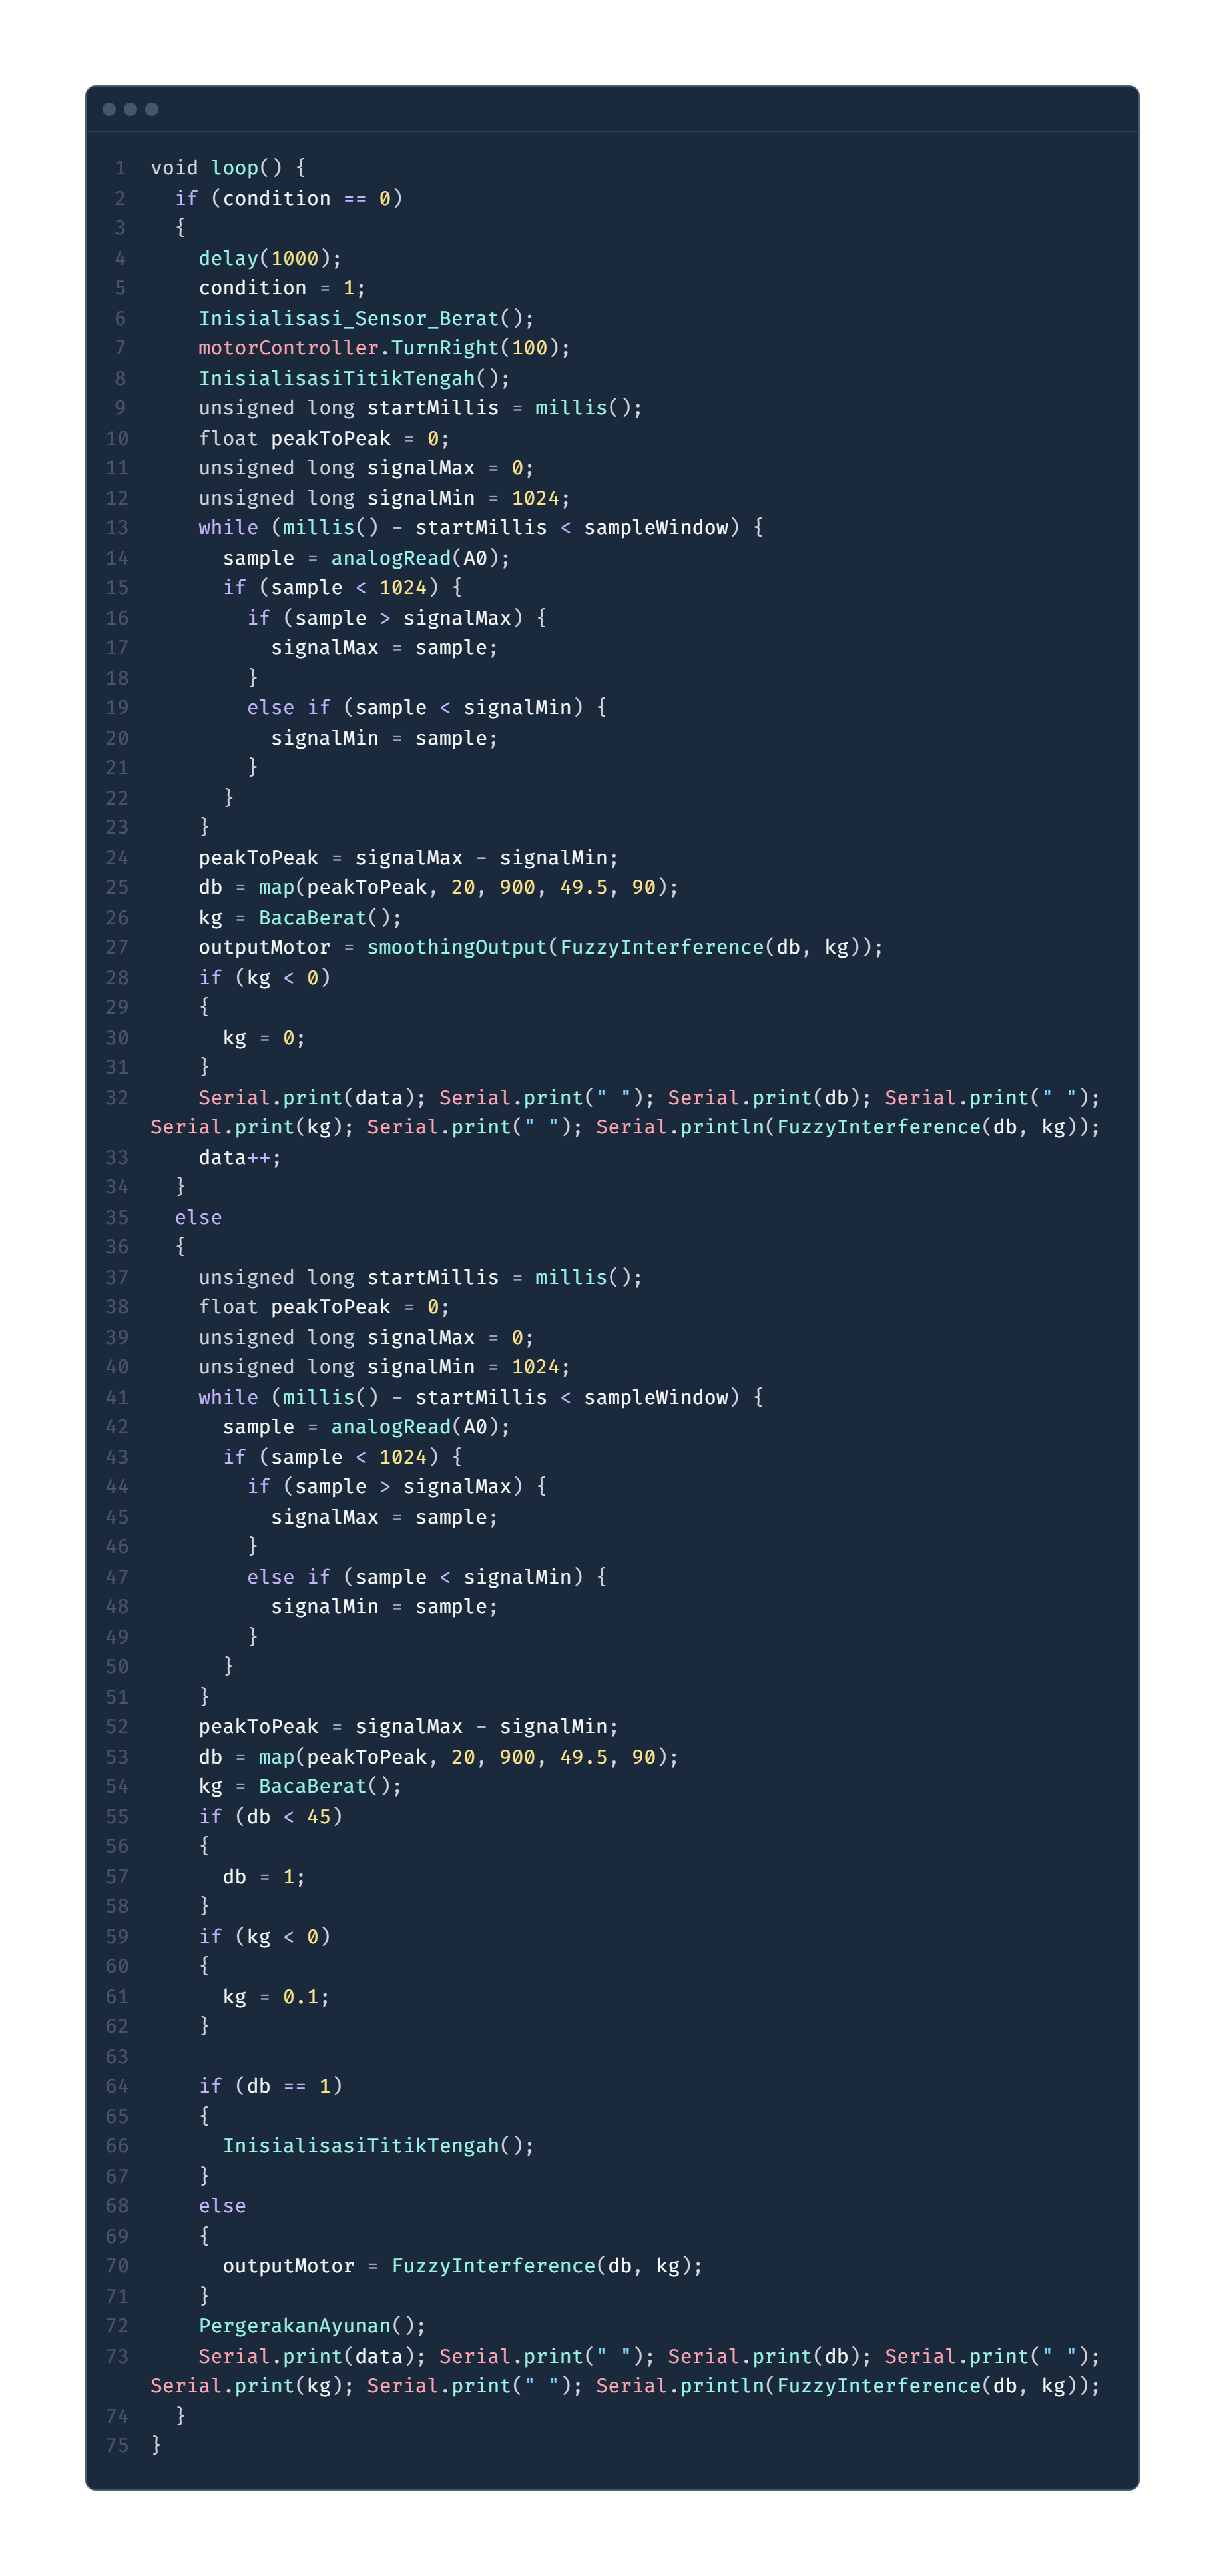 1 void loop() {
2   if (condition == 0)
3   {
4     delay(1000);
5     condition = 1;
6     Inisialisasi_Sensor_Berat();
7     motorController.TurnRight(100);
8     InisialisasiTitikTengah();
9     unsigned long startMillis = millis();
10     float peakToPeak = 0;
11     unsigned long signalMax = 0;
12     unsigned long signalMin = 1024;
13     while (millis() - startMillis < sampleWindow) {
14       sample = analogRead(A0);
15       if (sample < 1024) {
16         if (sample > signalMax) {
17           signalMax = sample;
18         }
19         else if (sample < signalMin) {
20           signalMin = sample;
21         }
22       }
23     }
24     peakToPeak = signalMax - signalMin;
25     db = map(peakToPeak, 20, 900, 49.5, 90);
26     kg = BacaBerat();
27     outputMotor = smoothingOutput(FuzzyInterference(db, kg));
28     if (kg < 0)
29     {
30       kg = 0;
31     }
32     Serial.print(data); Serial.print(" "); Serial.print(db); Serial.print(" ");
Serial.print(kg); Serial.print(" "); Serial.println(FuzzyInterference(db, kg));
33     data++;
34   }
35   else
36   {
37     unsigned long startMillis = millis();
38     float peakToPeak = 0;
39     unsigned long signalMax = 0;
40     unsigned long signalMin = 1024;
41     while (millis() - startMillis < sampleWindow) {
42       sample = analogRead(A0);
43       if (sample < 1024) {
44         if (sample > signalMax) {
45           signalMax = sample;
46         }
47         else if (sample < signalMin) {
48           signalMin = sample;
49         }
50       }
51     }
52     peakToPeak = signalMax - signalMin;
53     db = map(peakToPeak, 20, 900, 49.5, 90);
54     kg = BacaBerat();
55     if (db < 45)
56     {
57       db = 1;
58     }
59     if (kg < 0)
60     {
61       kg = 0.1;
62     }
63
64     if (db == 1)
65     {
66       InisialisasiTitikTengah();
67     }
68     else
69     {
70       outputMotor = FuzzyInterference(db, kg);
71     }
72     PergerakanAyunan();
73     Serial.print(data); Serial.print(" "); Serial.print(db); Serial.print(" ");
Serial.print(kg); Serial.print(" "); Serial.println(FuzzyInterference(db, kg));
74   }
75 }